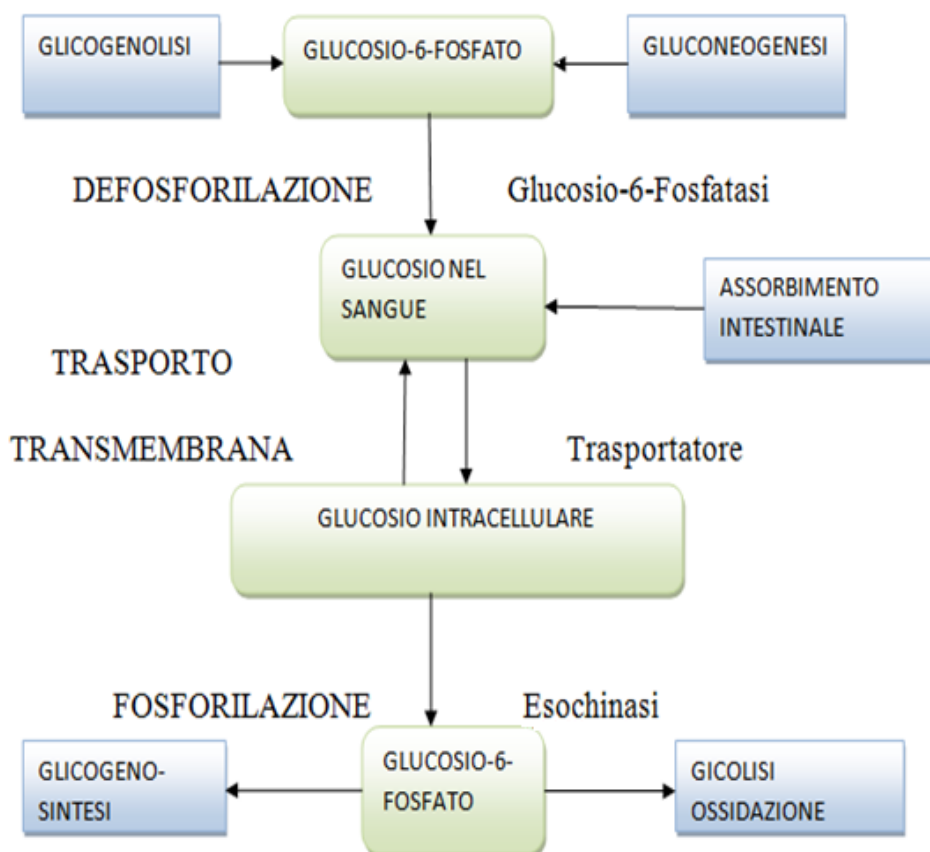 GLICOGENOLISI
GLUCOSIO-6-FOSFATO
GLUCONEOGENESI
DEFOSFORILAZIONE
Glucosio-6-Fosfatasi
GLUCOSIO NEL
SANGUE
ASSORBIMENTO
INTESTINALE
TRASPORTO
TRANSMEMBRANA
Trasportatore
GLUCOSIO INTRACELLULARE
FOSFORILAZIONE
Esochinasi
GLICOGENO-
SINTESI
GLUCOSIO-6-
FOSFATO
GICOLISI
OSSIDAZIONE